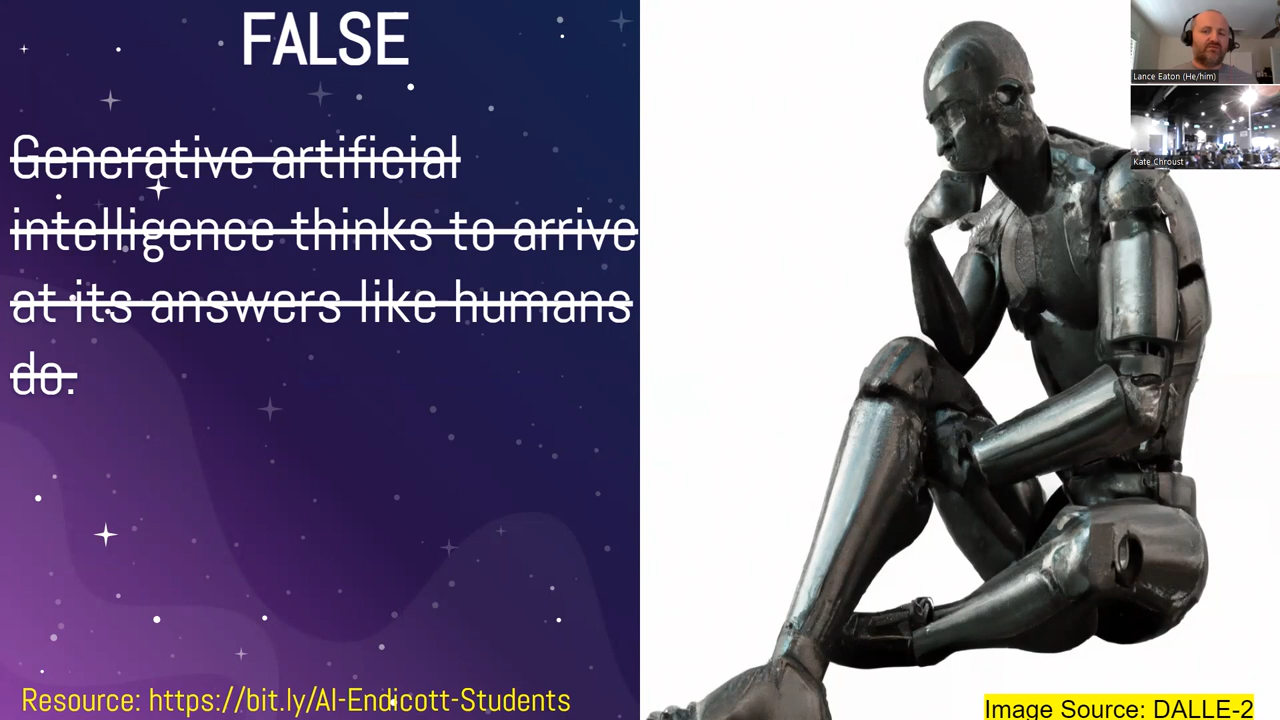 FALSE
Generative artificial
intelligence thinks to arrive
at its answers like humans
do.
Resource: https://bit.ly/AI-Endicott-Students
Lance Eaton (He/him)
Kate Chroust
Image Source: DALLE-2